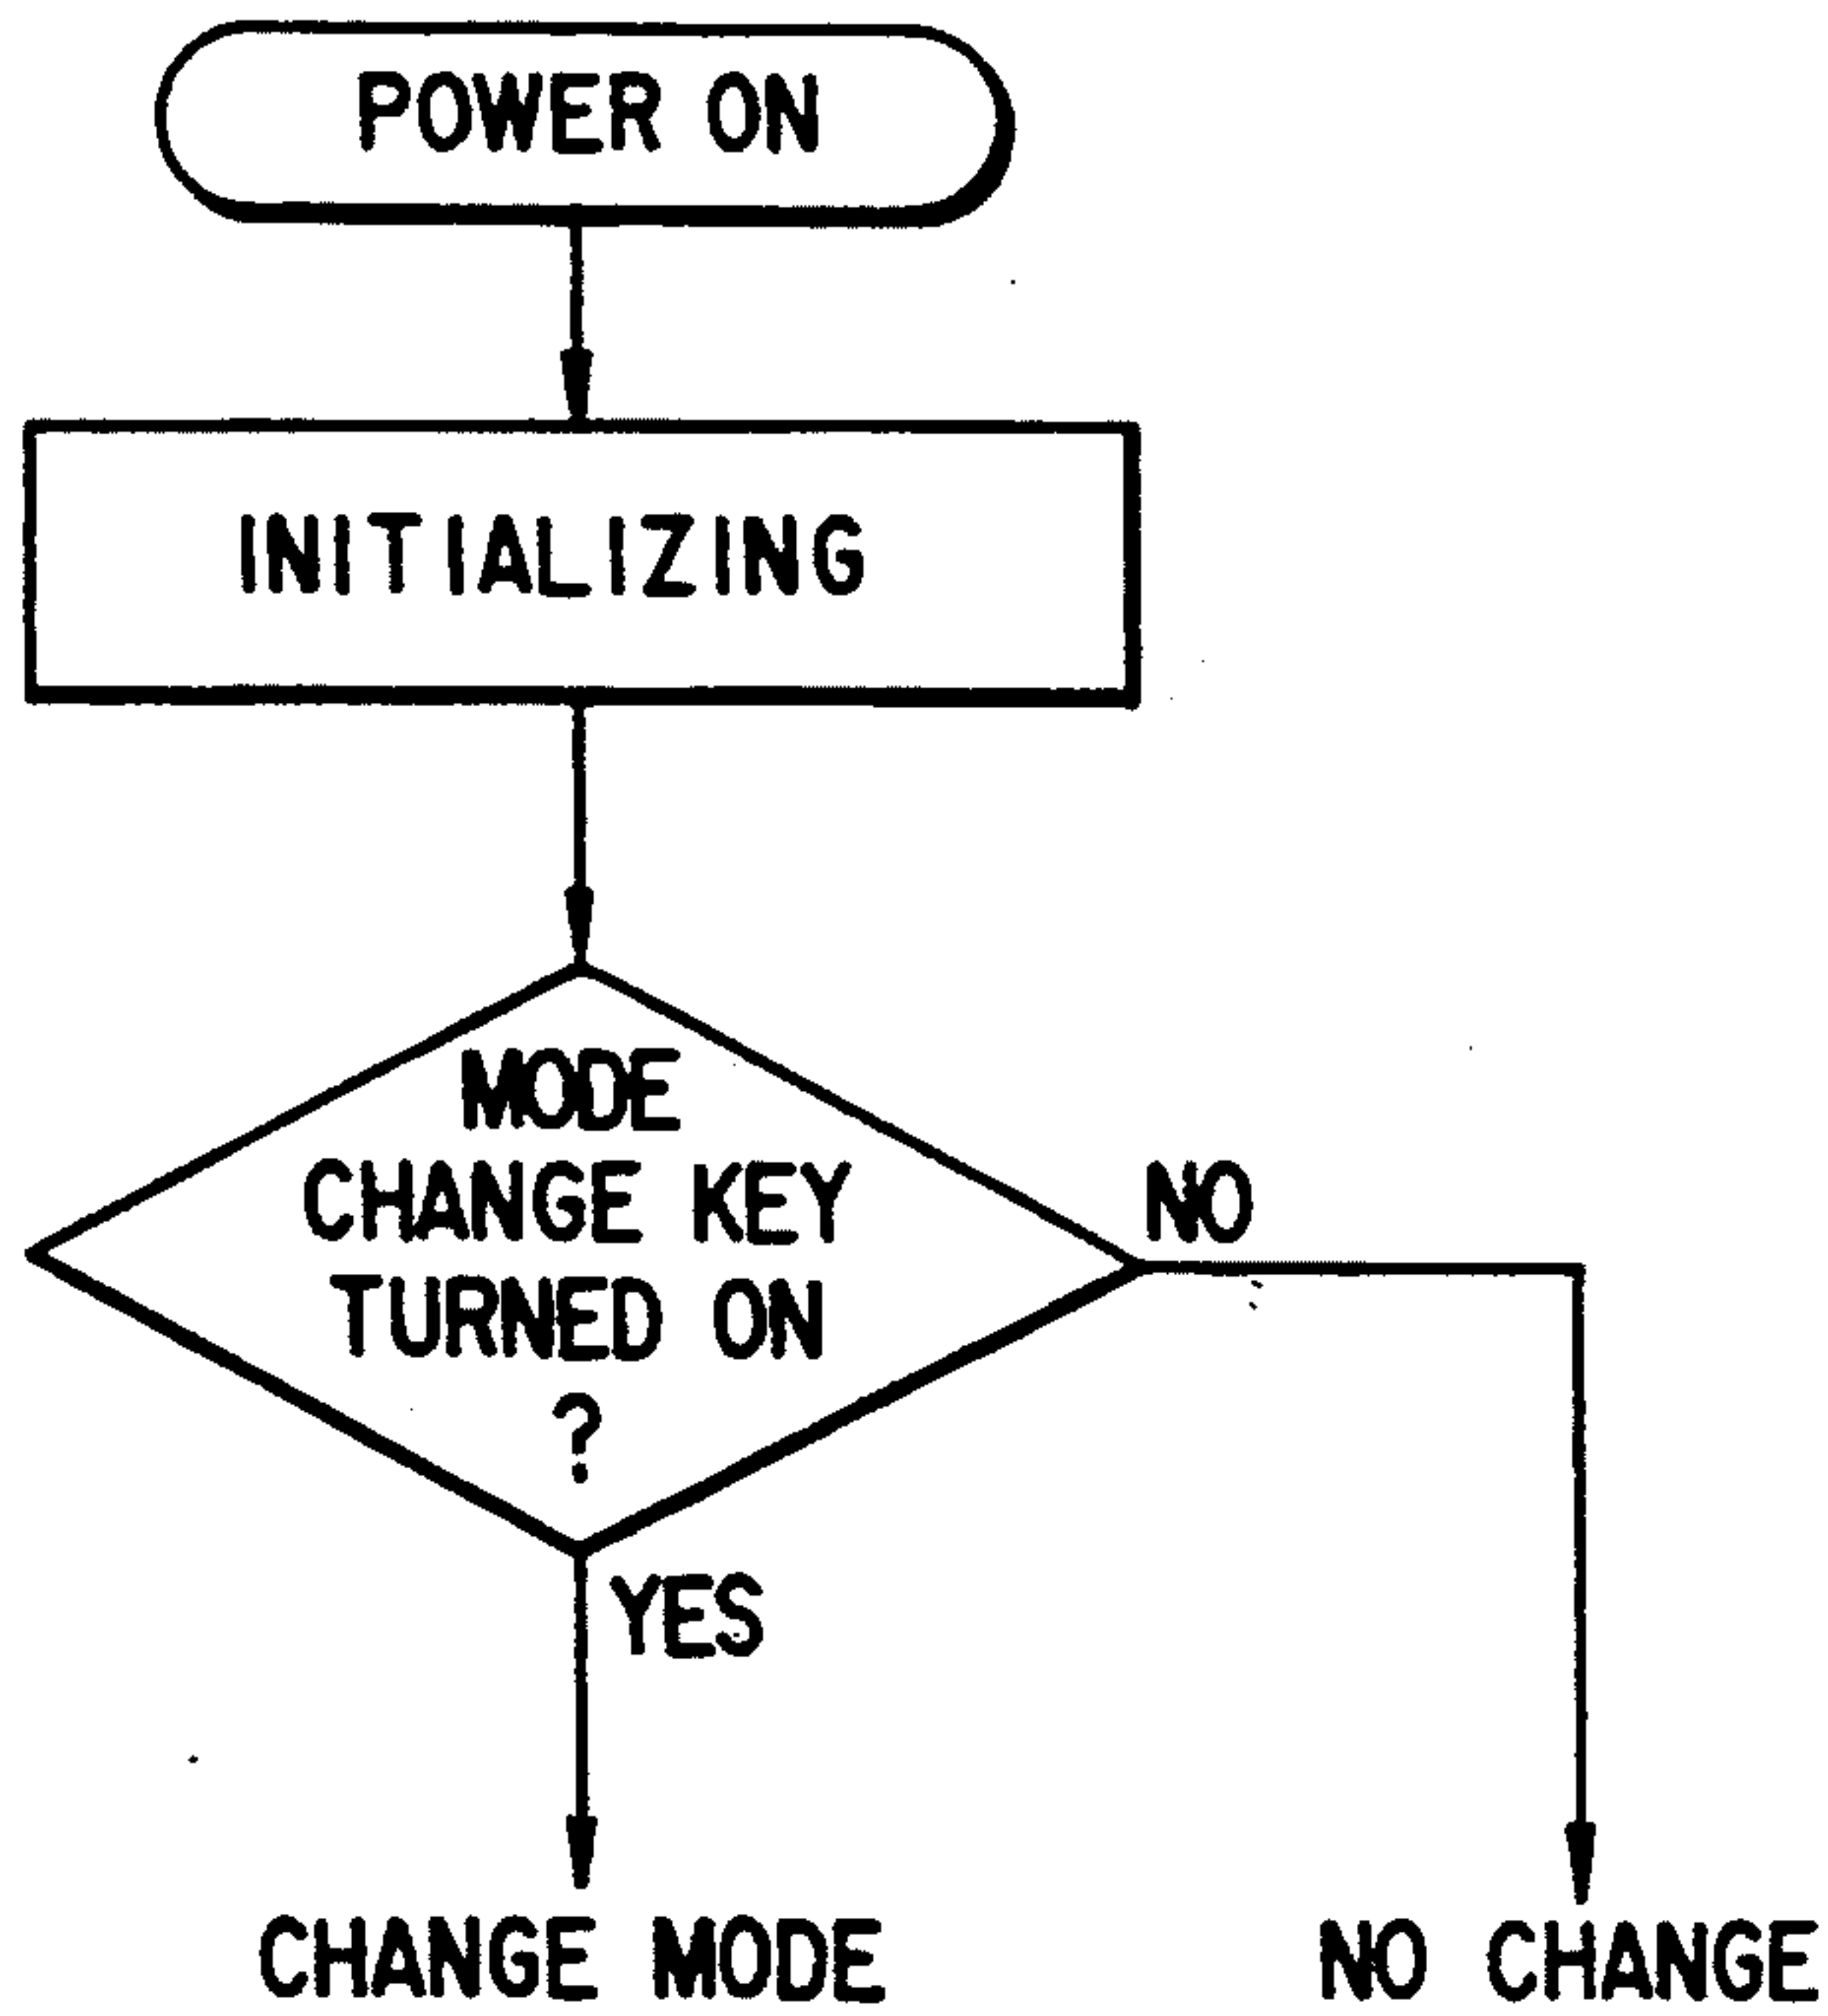 POWER ON
INITIALIZING
MODE
CHANGE KEY
TURNED ON
?
NO
YES
CHANGE MODE
NO CHANGE